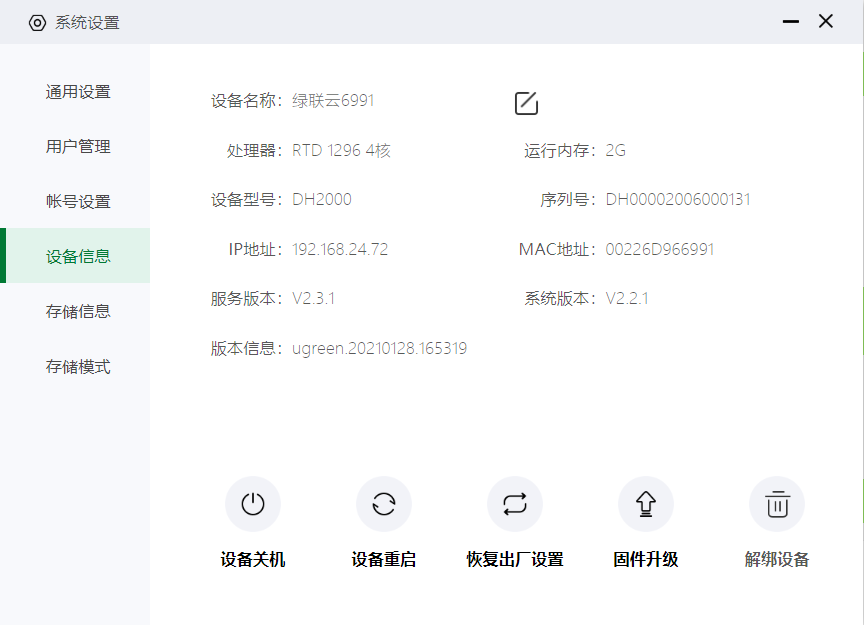 系统设置
通用设置
用户管理
帐号设置
设备信息
存储信息
存储模式
设备名称：绿联云6991
处理器：RTD 1296 4核 运行内存：2G
设备型号：DH2000 序列号：DH00002006000131
IP地址：192.168.24.72 MAC地址：00226D966991
服务版本：V2.3.1 系统版本：V2.2.1
版本信息：ugreen.20210128.165319
设备关机 设备重启 恢复出厂设置 固件升级 解绑设备